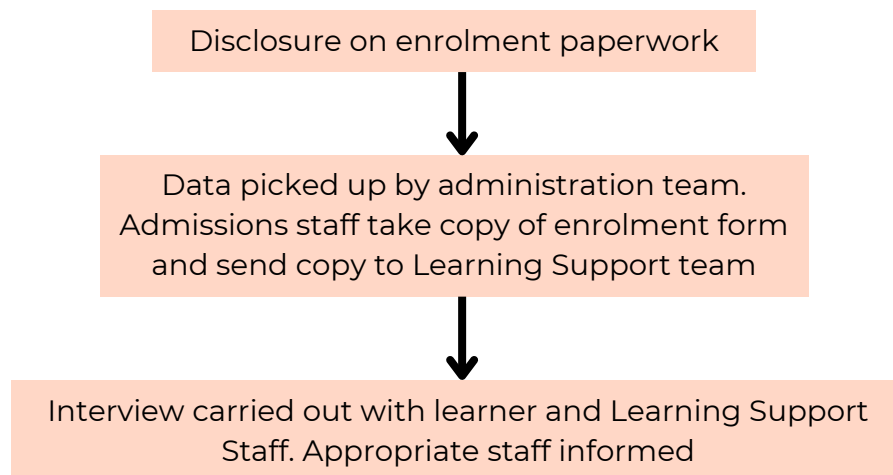 Disclosure on enrolment paperwork
Data picked up by administration team.
Admissions staff take copy of enrolment form
and send copy to Learning Support team
Interview carried out with learner and Learning Support
Staff. Appropriate staff informed